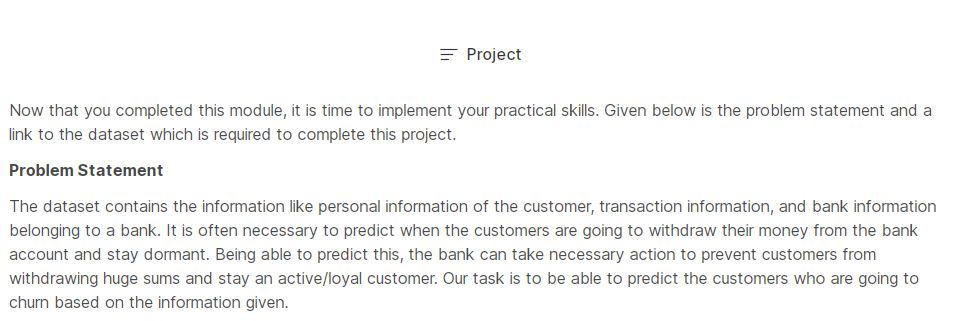 Project
Now that you completed this module, it is time to implement your practical skills. Given below is the problem statement and a
link to the dataset which is required to complete this project.
Problem Statement
The dataset contains the information like personal information of the customer, transaction information, and bank information
belonging to a bank. It is often necessary to predict when the customers are going to withdraw their money from the bank
account and stay dormant. Being able to predict this, the bank can take necessary action to prevent customers from
withdrawing huge sums and stay an active/loyal customer. Our task is to be able to predict the customers who are going to
churn based on the information given.